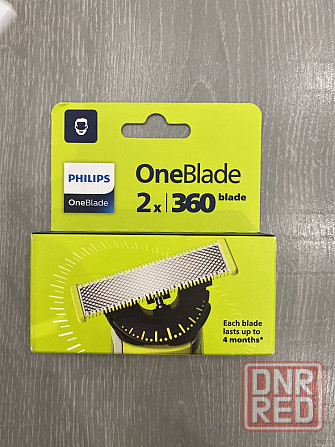 PHILIPS
OneBlade
OneBlade
2x 360 blade
Each blade
lasts up to
4 months*
DNR
RED